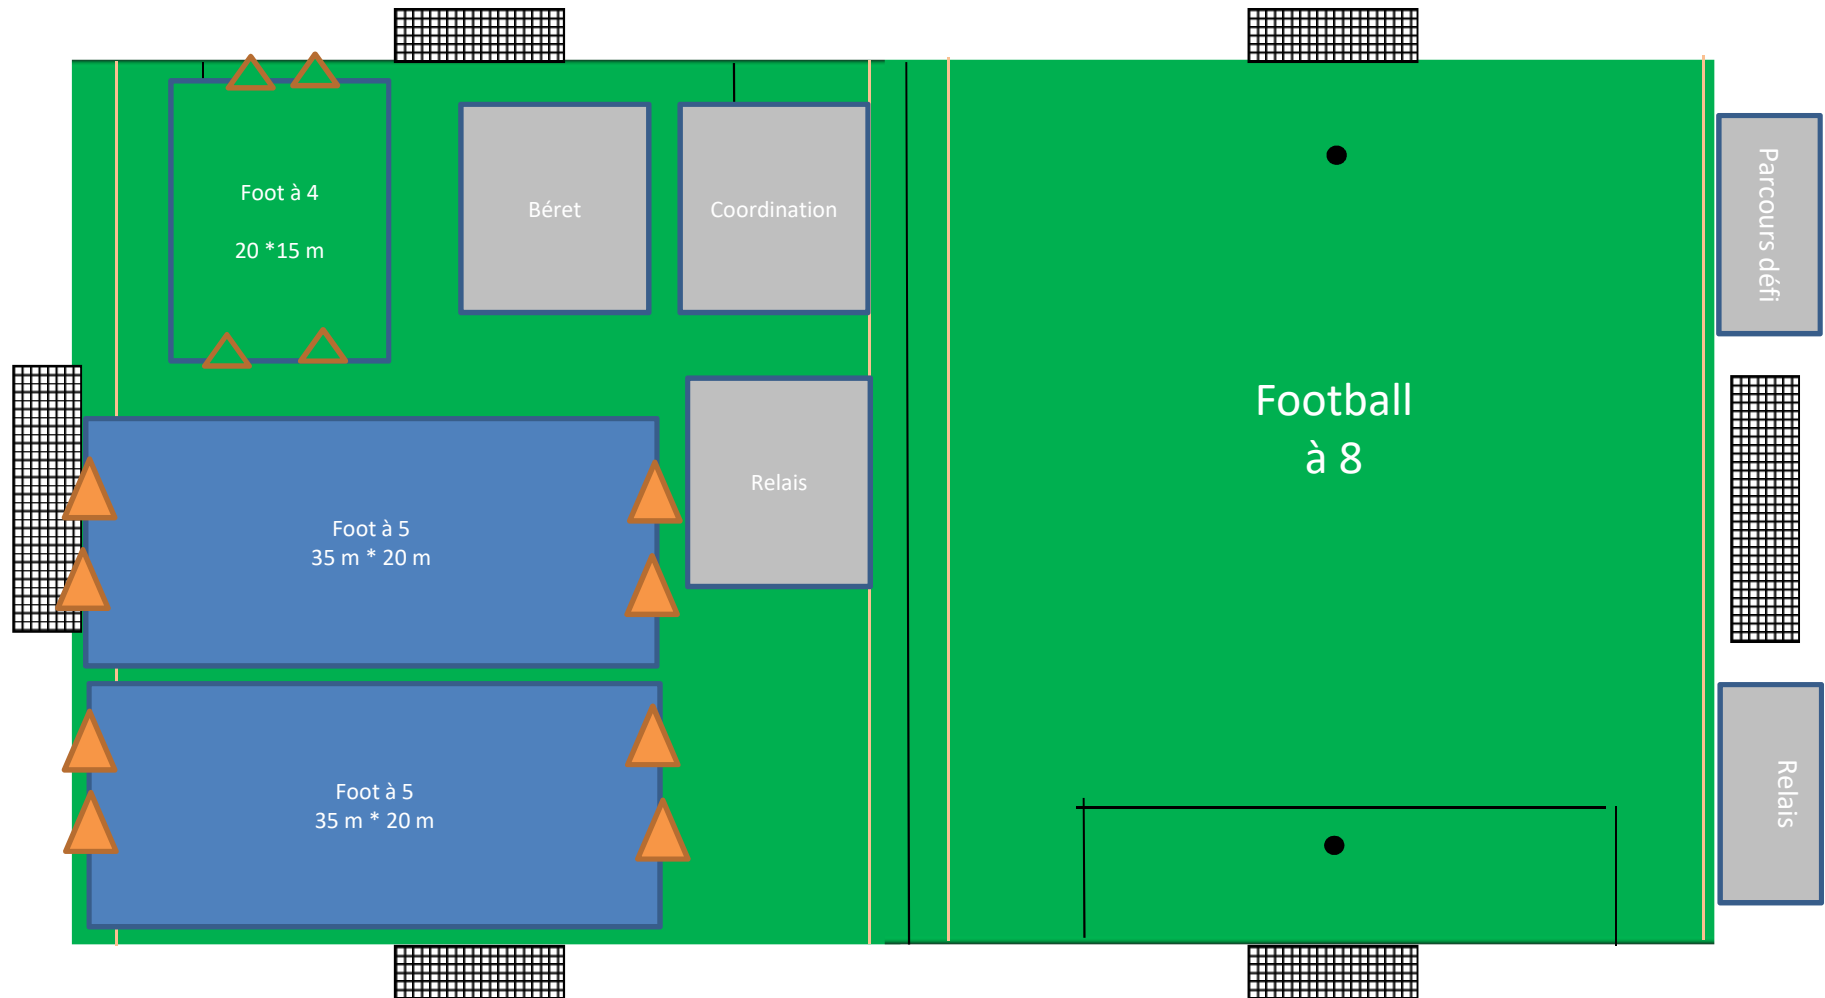 Foot à 4
20 *15 m
Béret
Coordination
Parcours défi
Football
à 8
Relais
Foot à 5
35 m * 20 m
Foot à 5
35 m * 20 m
Relais